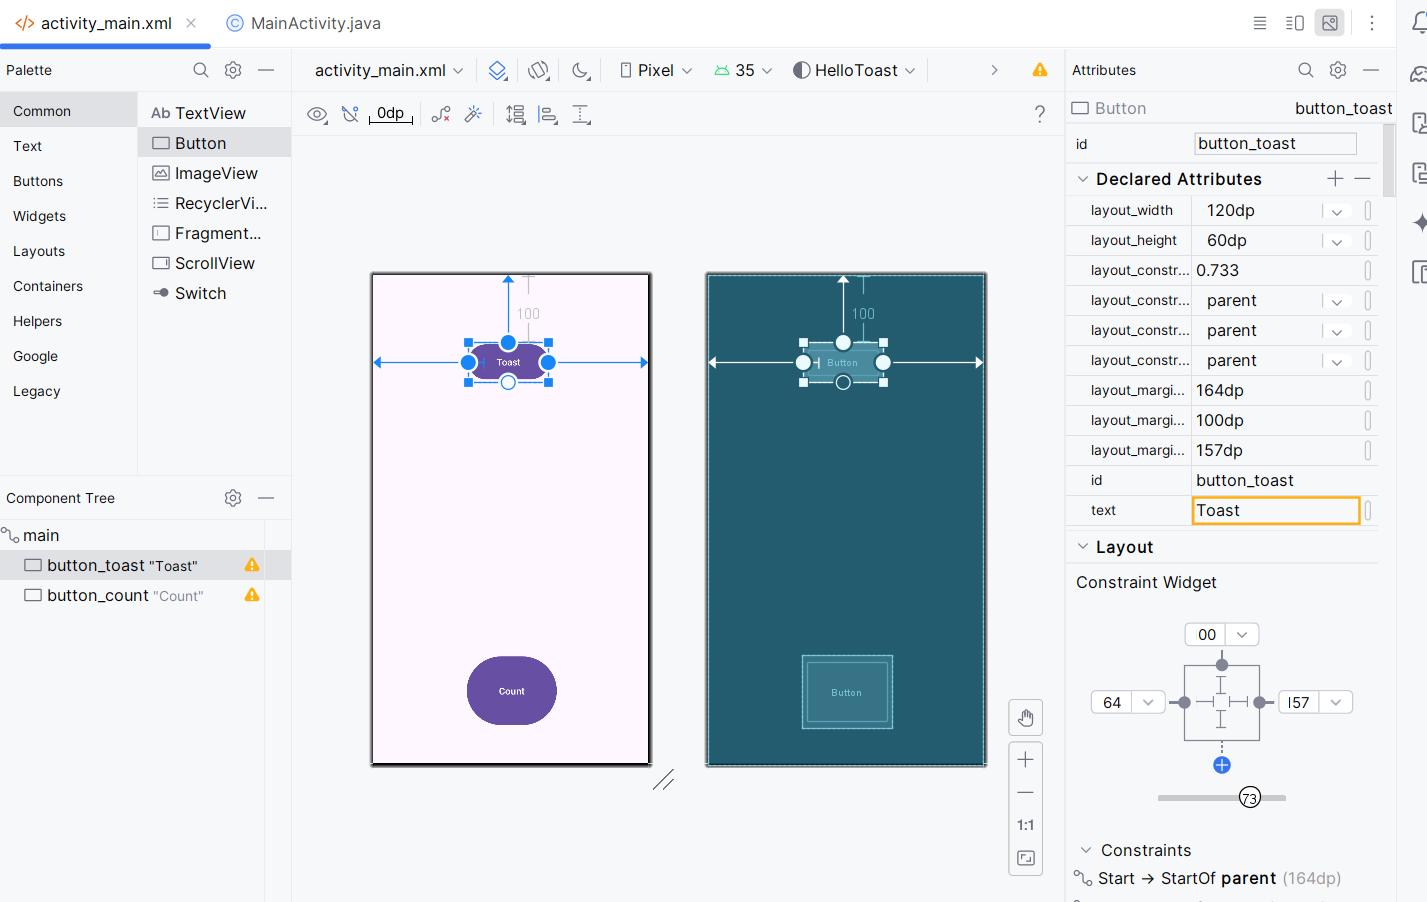 activity_main.xml
MainActivity.java
Palette
activity_main.xml
Pixel
35
HelloToast
Attributes
Common
Text
Buttons
Widgets
Layouts
Containers
Helpers
Google
Legacy
Ab TextView
Button
ImageView
RecyclerVi...
Fragment...
ScrollView
Switch
0dp
?
Button
button_toast
id
button_toast
Declared Attributes
layout_width 120dp
layout_height 60dp
layout_constr... 0.733
layout_constr... parent
layout_constr... parent
layout_constr... parent
layout_margi... 164dp
layout_margi... 100dp
layout_margi... 157dp
id button_toast
text Toast
100
Toast
Count
100
Button
Button
Component Tree
main
button_toast "Toast"
button_count "Count"
1:1
Layout
Constraint Widget
00
64
157
73
Constraints
Start → StartOf parent (164dp)